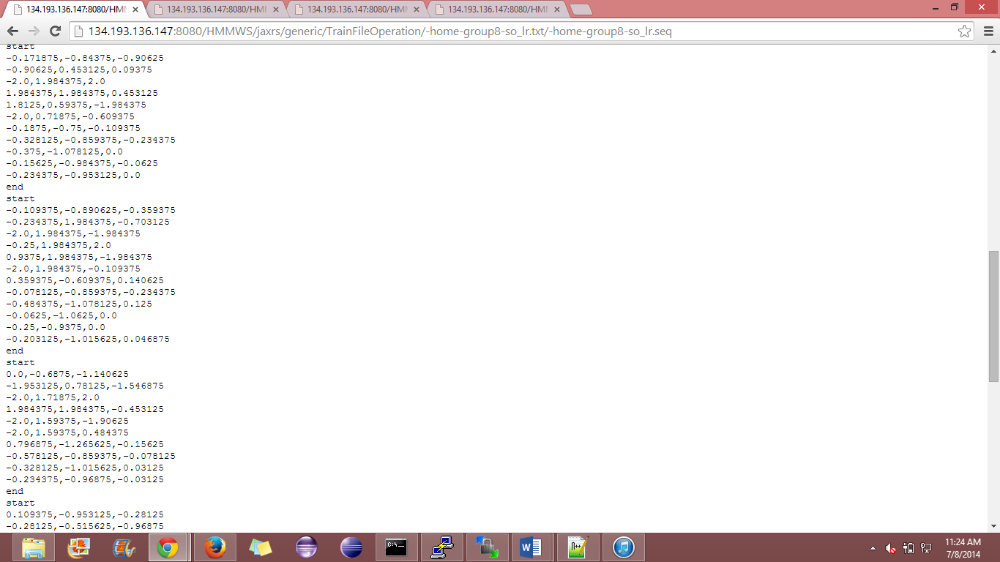 134.193.136.147:8080/HMM
134.193.136.147:8080/HMM
134.193.136.147:8080/HMM
134.193.136.147:8080/HMM
134.193.136.147:8080/HMMWS/jaxrs/generic/TrainFileOperation/-home-group8-so_lr.txt/-home-group8-so_lr.seq
start
-0.171875,-0.84375,-0.90625
-0.90625,0.453125,0.09375
-2.0,1.984375,2.0
1.984375,1.984375,0.453125
1.8125,0.59375,-1.984375
-2.0,0.71875,-0.609375
-0.1875,-0.75,-0.109375
-0.328125,-0.859375,-0.234375
-0.375,-1.078125,0.0
-0.15625,-0.984375,-0.0625
-0.234375,-0.953125,0.0
end
start
-0.109375,-0.890625,-0.359375
-0.234375,1.984375,-0.703125
-2.0,1.984375,-1.984375
-0.25,1.984375,2.0
0.9375,1.984375,-1.984375
-2.0,1.984375,-0.109375
0.359375,-0.609375,0.140625
-0.078125,-0.859375,-0.234375
-0.484375,-1.078125,0.125
-0.0625,-1.0625,0.0
-0.25,-0.9375,0.0
-0.203125,-1.015625,0.046875
end
start
0.0,-0.6875,-1.140625
-1.953125,0.78125,-1.546875
-2.0,1.71875,2.0
1.984375,1.984375,-0.453125
-2.0,1.59375,-1.90625
-2.0,1.59375,0.484375
0.796875,-1.265625,-0.15625
-0.578125,-0.859375,-0.078125
-0.328125,-1.015625,0.03125
-0.234375,-0.96875,-0.03125
end
start
0.109375,-0.953125,-0.28125
-0.28125,-0.515625,-0.96875
C:\_
W
N++
11:24 AM
7/8/2014